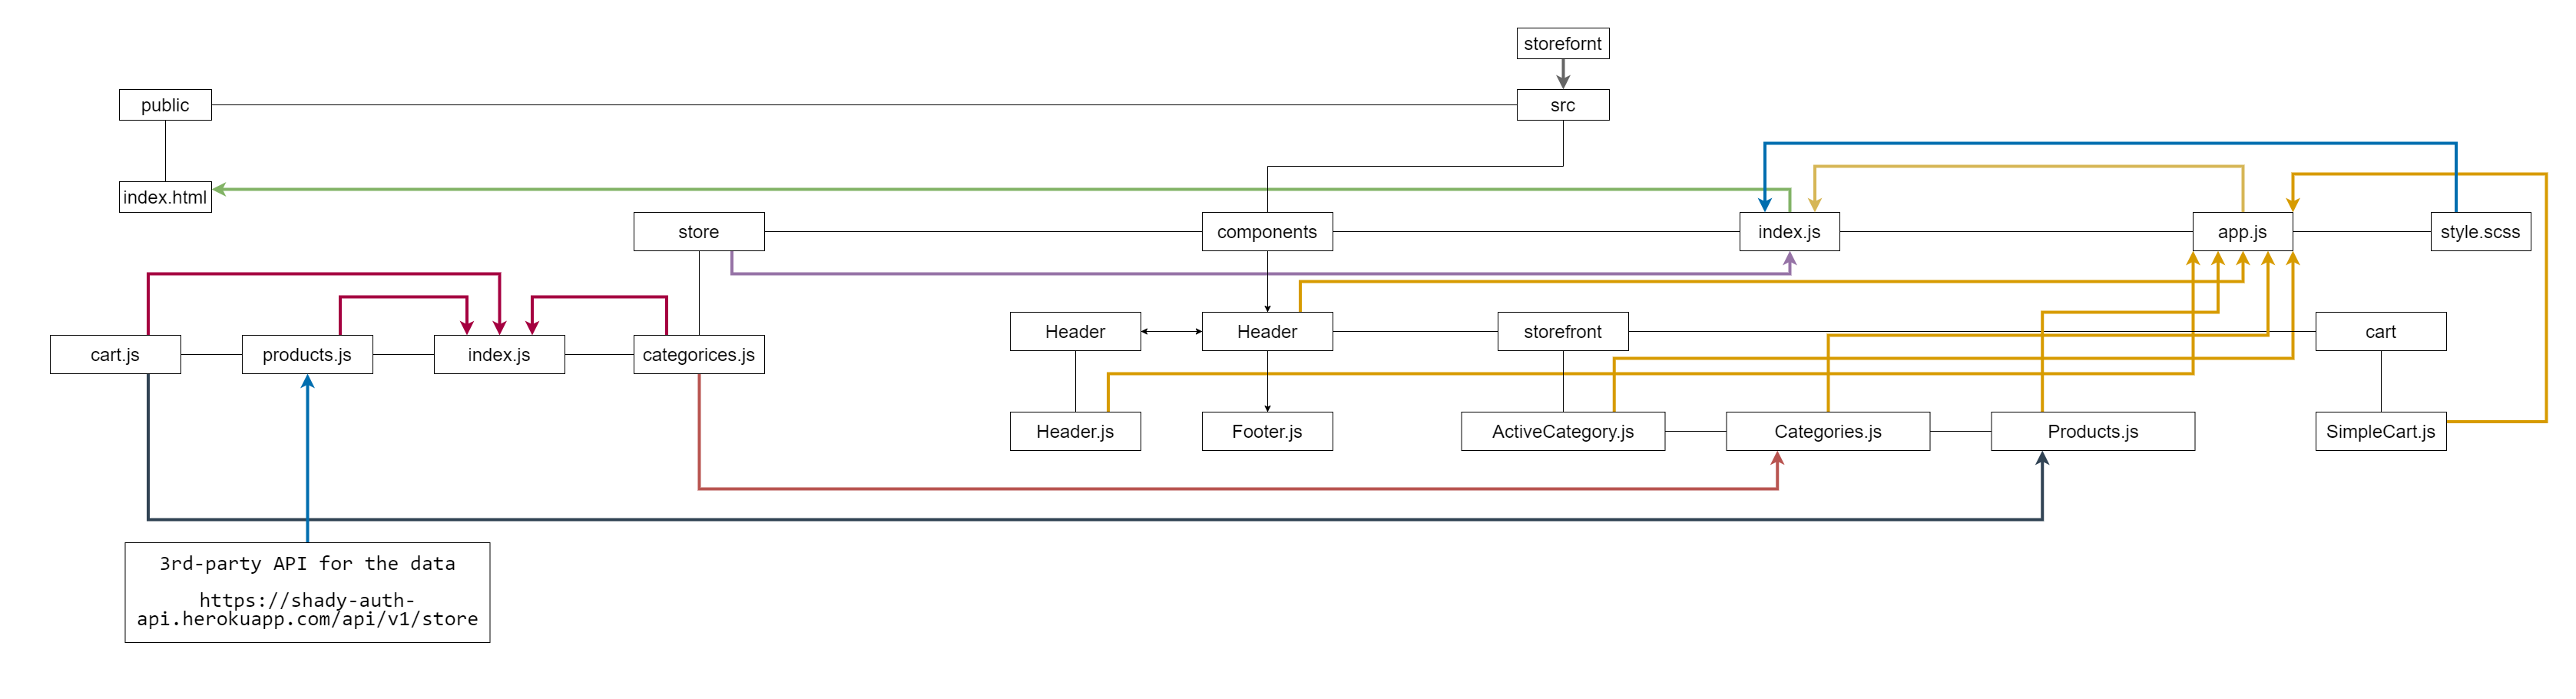 storefornt
public
src
index.html
store
components
index.js
app.js
style.scss
Header
Header
storefront
cart
cart.js
products.js
index.js
categorices.js
Header.js
Footer.js
ActiveCategory.js
Categories.js
Products.js
SimpleCart.js
3rd-party API for the data
https://shady-auth-
api.herokuapp.com/api/v1/store